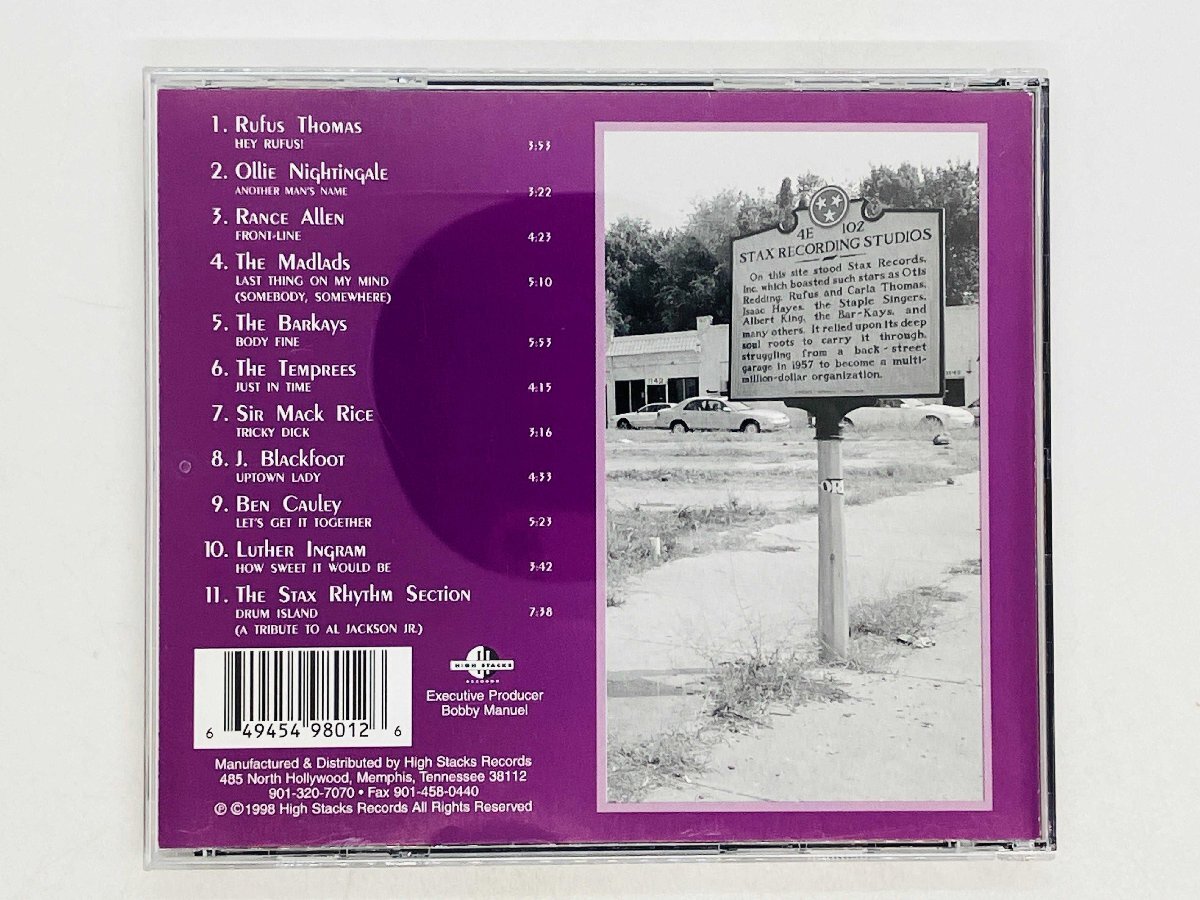 1. Rufus Thomas
HEY RUFUS! 3:53
2. Ollie Nightingale
ANOTHER MAN'S NAME 3:22
3. Rance Allen
FRONT-LINE 4:23
4. The Madlads
LAST THING ON MY MIND 5:10
(SOMEBODY, SOMEWHERE)
5. The Barkays
BODY FINE 5:53
6. The Temprees
JUST IN TIME 4:15
7. Sir Mack Rice
TRICKY DICK 3:16
8. J. Blackfoot
UPTOWN LADY 4:33
9. Ben Cauley
LET'S GET IT TOGETHER 5:23
10. Luther Ingram
HOW SWEET IT WOULD BE 3:42
11. The Stax Rhythm Section
DRUM ISLAND 7:38
(A TRIBUTE TO AL JACKSON JR.)
6 49454 98012 6
HIGH STACKS
RECORDS
Executive Producer
Bobby Manuel
Manufactured & Distributed by High Stacks Records
485 North Hollywood, Memphis, Tennessee 38112
901-320-7070 • Fax 901-458-0440
℗ ©1998 High Stacks Records All Rights Reserved
4E 102
STAX RECORDING STUDIOS
On this site stood Stax Records,
Inc. which boasted such stars as Otis
Redding, Rufus and Carla Thomas,
Isaac Hayes, the Staple Singers,
Albert King, the Bar-Kays, and
many others. It relied upon its deep
soul roots to carry it through,
struggling from a back-street
garage in 1957 to become a multi-
million-dollar organization.